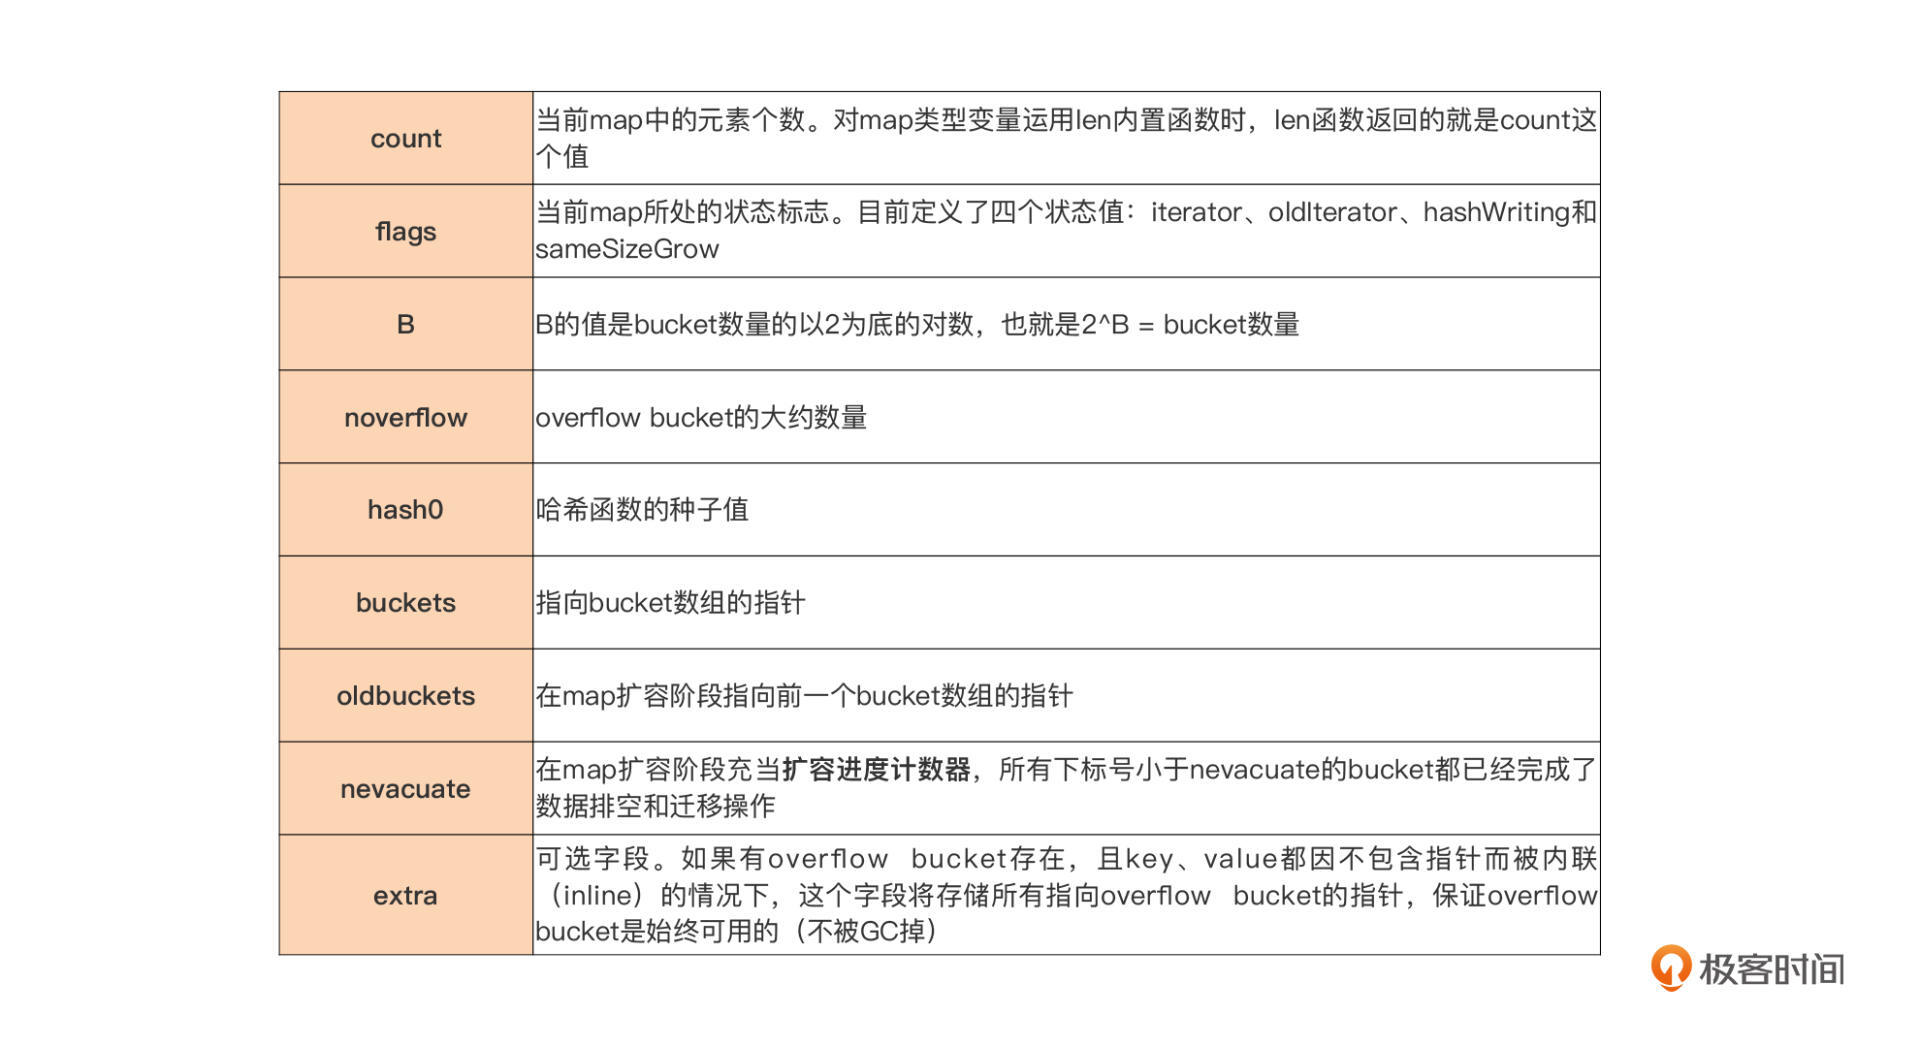 count
当前map中的元素个数。对map类型变量运用len内置函数时，len函数返回的就是count这
个值
flags
当前map所处的状态标志。目前定义了四个状态值：iterator、oldIterator、hashWriting和
sameSizeGrow
B
B的值是bucket数量的以2为底的对数，也就是2^B = bucket数量
noverflow
overflow bucket的大约数量
hash0
哈希函数的种子值
buckets
指向bucket数组的指针
oldbuckets
在map扩容阶段指向前一个bucket数组的指针
nevacuate
在map扩容阶段充当扩容进度计数器，所有下标号小于nevacuate的bucket都已经完成了
数据排空和迁移操作
extra
可选字段。如果有overflow bucket存在，且key、value都因不包含指针而被内联
（inline）的情况下，这个字段将存储所有指向overflow bucket的指针，保证overflow
bucket是始终可用的（不被GC掉）
极客时间